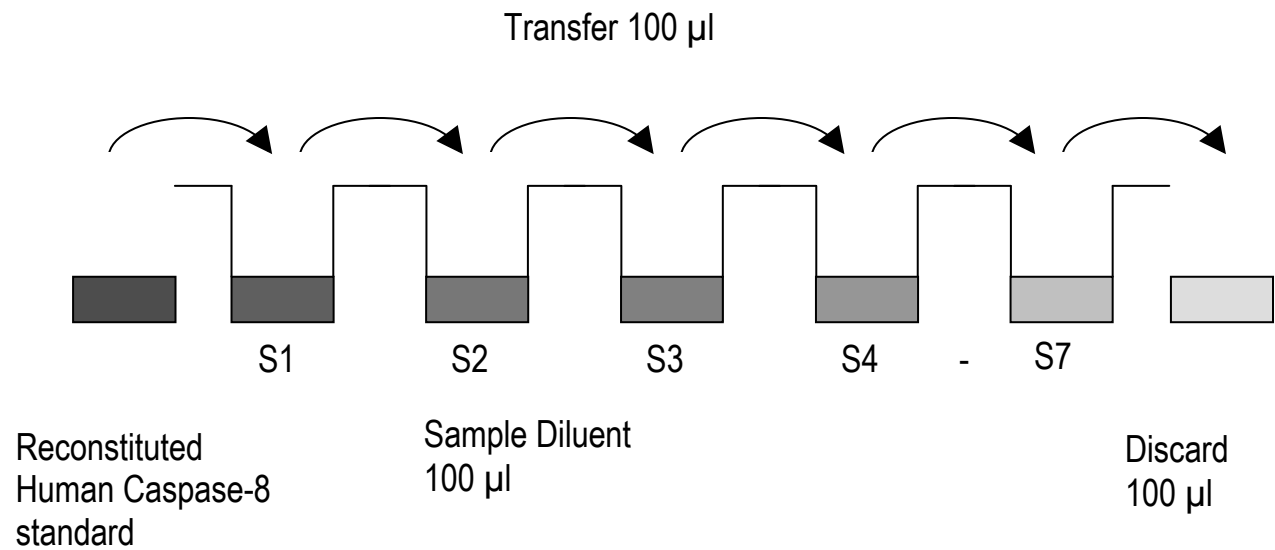 Transfer 100 µl
S1 S2 S3 S4 - S7
Reconstituted
Human Caspase-8
standard
Sample Diluent
100 µl
Discard
100 µl